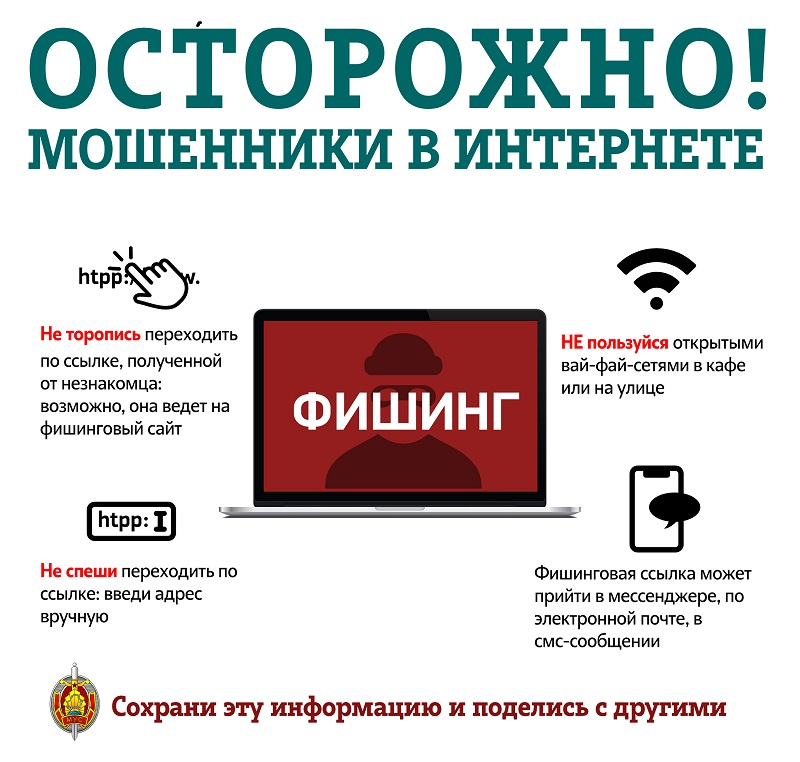 ОСТОРОЖНО!
МОШЕННИКИ В ИНТЕРНЕТЕ
htpp:/ w.
Не торопись переходить
по ссылке, полученной
от незнакомца:
возможно, она ведет на
фишинговый сайт
НЕ пользуйся открытыми
вай-фай-сетями в кафе
или на улице
ФИШИНГ
htpp:
Не спеши переходить по
ссылке: введи адрес
вручную
Фишинговая ссылка может
прийти в мессенджере, по
электронной почте, в
смс-сообщении
МУС
Сохрани эту информацию и поделись с другими